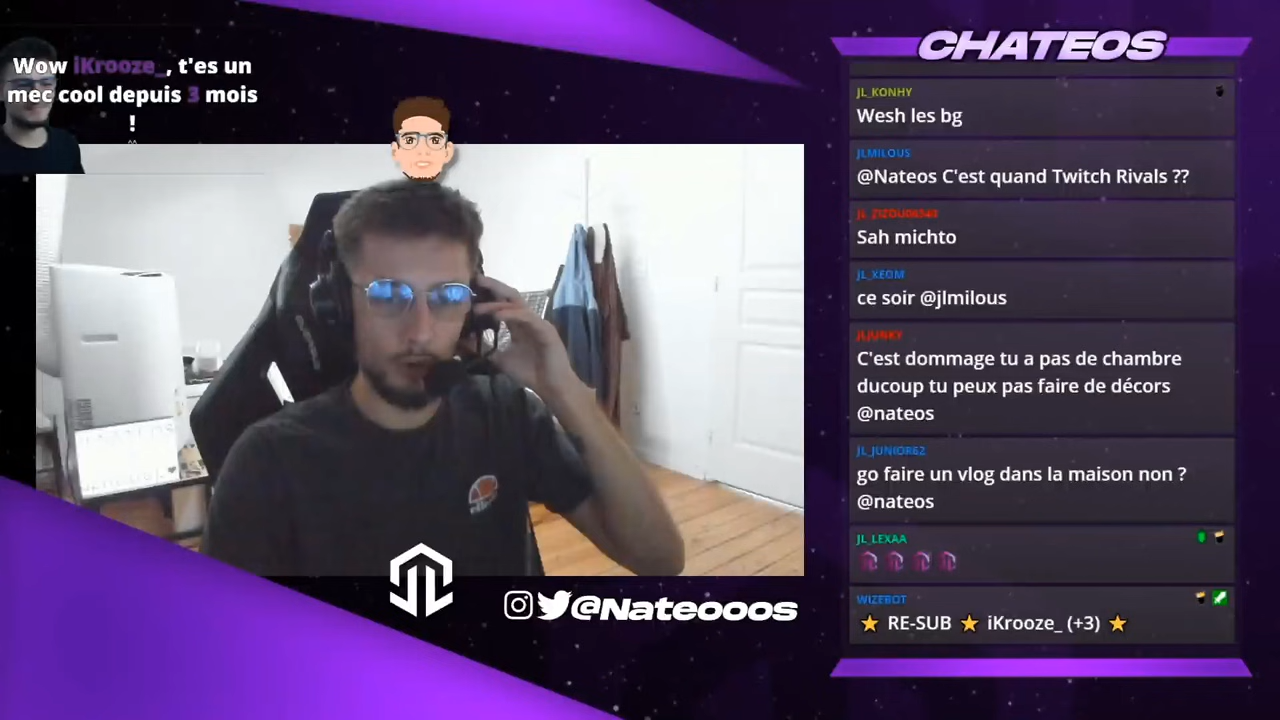 Wow iKrooze_, t'es un
mec cool depuis 3 mois
!
@Nateooos
CHATEOS
JL_KONHY
Wesh les bg
JLMILOUS
@Nateos C'est quand Twitch Rivals ??
Sah michto
JL_XEOM
ce soir @jlmilous
C'est dommage tu a pas de chambre
ducoup tu peux pas faire de décors
@nateos
JL_JUNIOR62
go faire un vlog dans la maison non ?
@nateos
JL_LEXAA
WIZEBOT
RE-SUB iKrooze_ (+3)